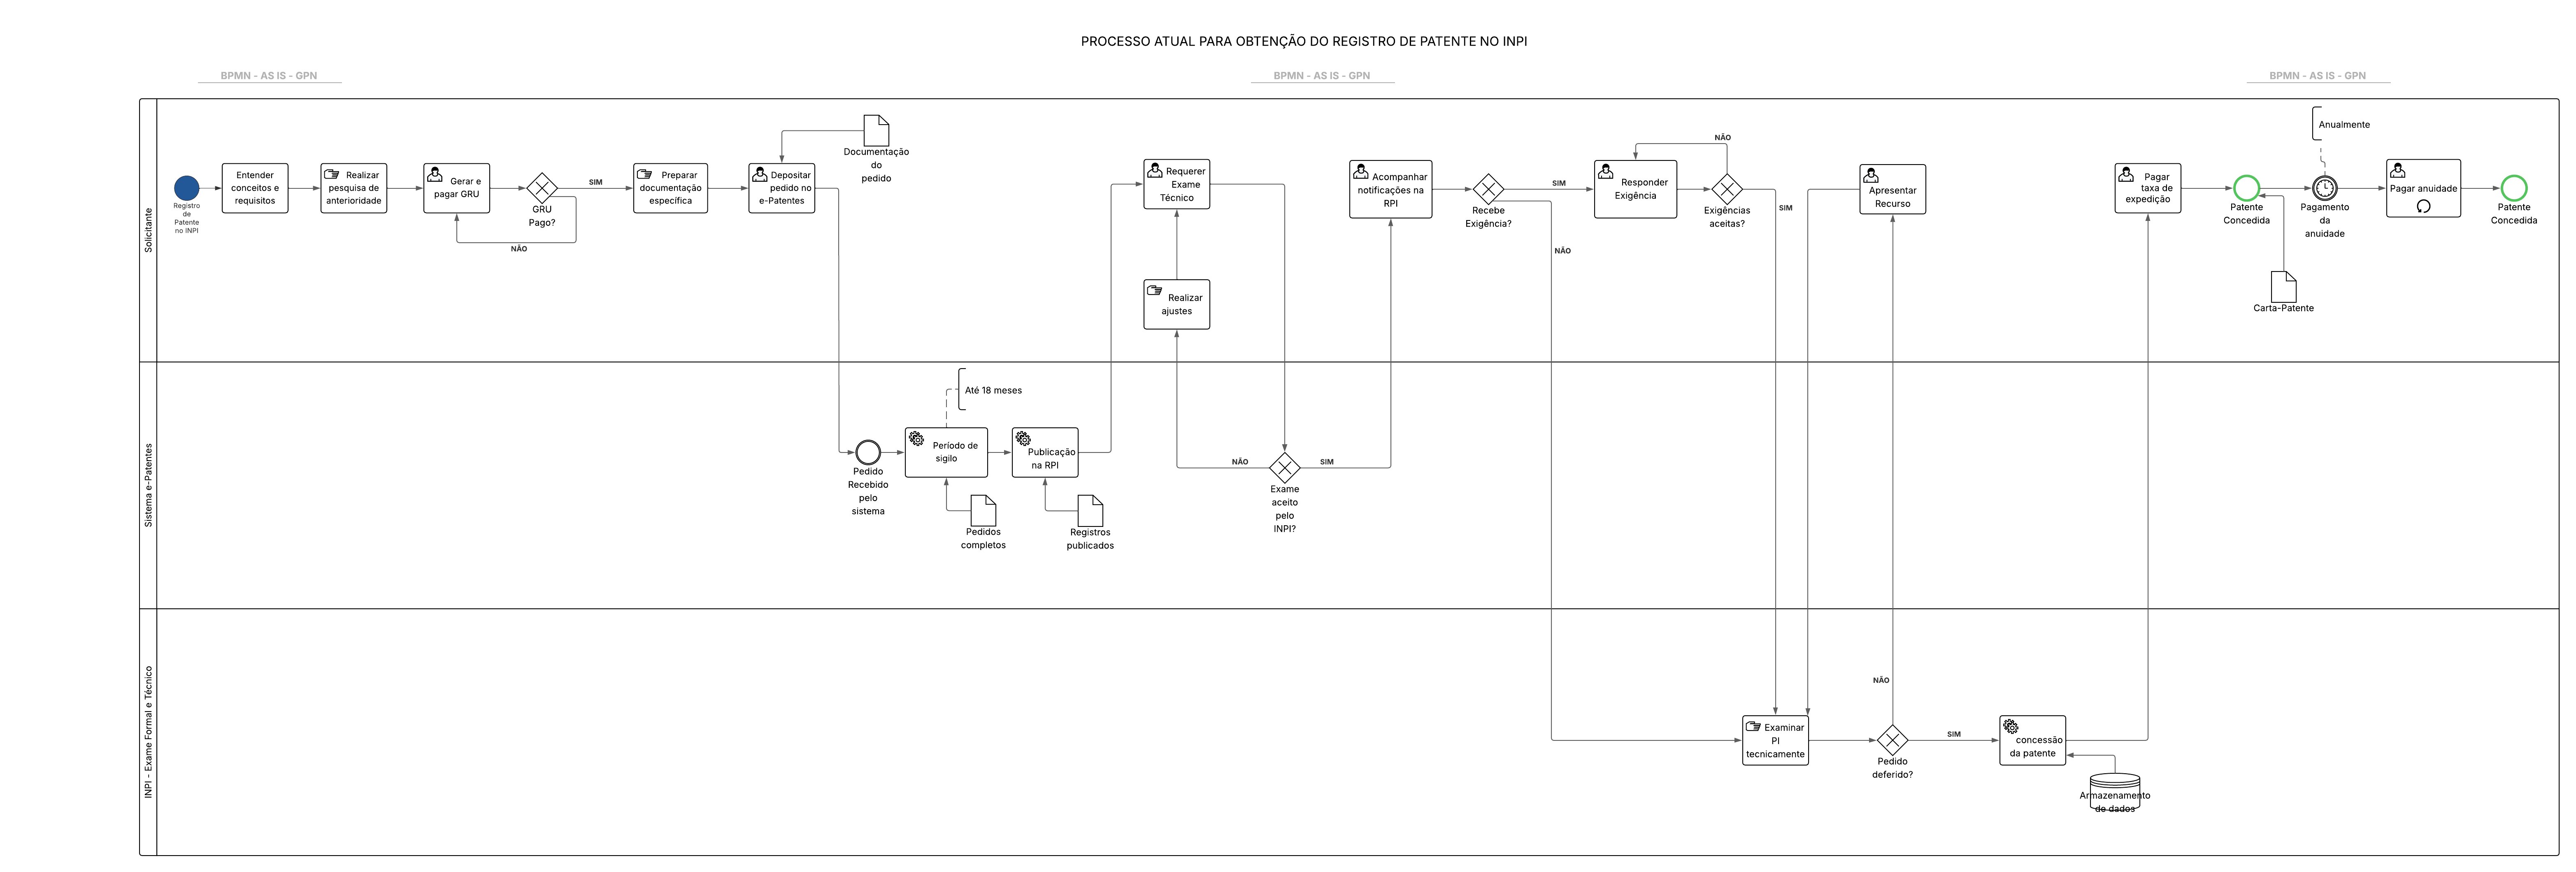 PROCESSO ATUAL PARA OBTENÇÃO DO REGISTRO DE PATENTE NO INPI
BPMN - AS IS - GPN
BPMN - AS IS - GPN
BPMN - AS IS - GPN
Solicitante
Registro
de
Patente
no INPI
Entender
conceitos e
requisitos
Realizar
pesquisa de
anterioridade
Gerar e
pagar GRU
GRU
Pago?
SIM
NÃO
Preparar
documentação
específica
Depositar
pedido no
e-Patentes
Documentação
do
pedido
Requerer
Exame
Técnico
Realizar
ajustes
Acompanhar
notificações na
RPI
Recebe
Exigência?
SIM
NÃO
Responder
Exigência
NÃO
Exigências
aceitas?
SIM
Apresentar
Recurso
Pagar
taxa de
expedição
Patente
Concedida
Carta-Patente
Anualmente
Pagamento
da
anuidade
Pagar anuidade
Patente
Concedida
Sistema e-Patentes
Pedido
Recebido
pelo
sistema
Até 18 meses
Período de
sigilo
Pedidos
completos
Publicação
na RPI
Registros
publicados
NÃO
SIM
Exame
aceito
pelo
INPI?
INPI - Exame Formal e Técnico
Examinar
PI
tecnicamente
NÃO
Pedido
deferido?
SIM
concessão
da patente
Armazenamento
de dados